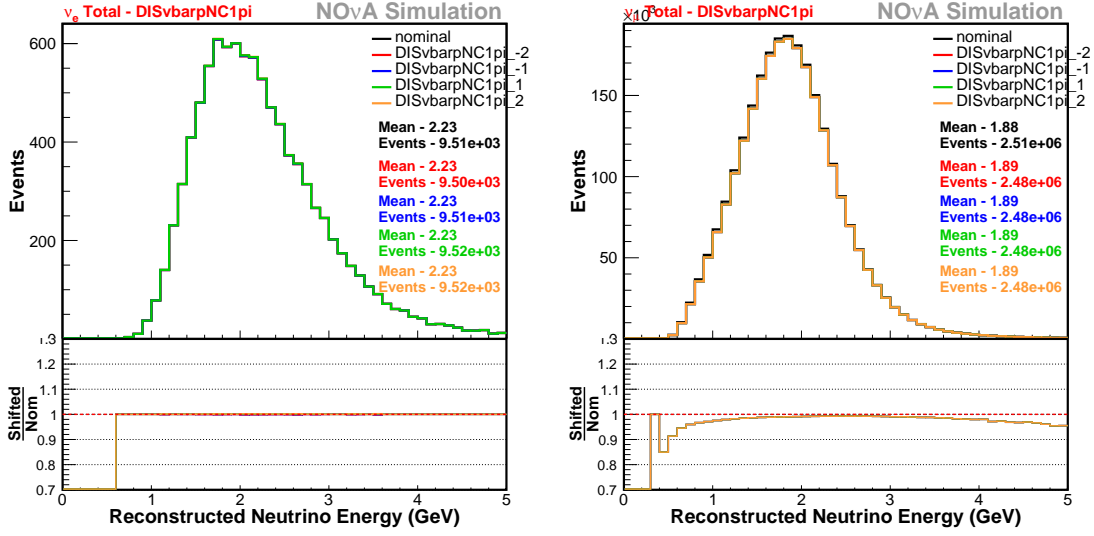 νe Total - DISvbarpNC1pi
NOνA Simulation
nominal
DISvbarpNC1pi_-2
DISvbarpNC1pi_-1
DISvbarpNC1pi_1
DISvbarpNC1pi_2
Mean - 2.23
Events - 9.51e+03
Mean - 2.23
Events - 9.50e+03
Mean - 2.23
Events - 9.51e+03
Mean - 2.23
Events - 9.52e+03
Mean - 2.23
Events - 9.52e+03
Events
600
400
200
Shifted
Nom
1.3
1.2
1.1
1
0.9
0.8
0.7
0 1 2 3 4 5
Reconstructed Neutrino Energy (GeV)
×10³
Total - DISvbarpNC1pi
NOνA Simulation
nominal
DISvbarpNC1pi_-2
DISvbarpNC1pi_-1
DISvbarpNC1pi_1
DISvbarpNC1pi_2
Mean - 1.88
Events - 2.51e+06
Mean - 1.89
Events - 2.48e+06
Mean - 1.89
Events - 2.48e+06
Mean - 1.89
Events - 2.48e+06
Mean - 1.89
Events - 2.48e+06
Events
150
100
50
Shifted
Nom
1.3
1.2
1.1
1
0.9
0.8
0.7
0 1 2 3 4 5
Reconstructed Neutrino Energy (GeV)